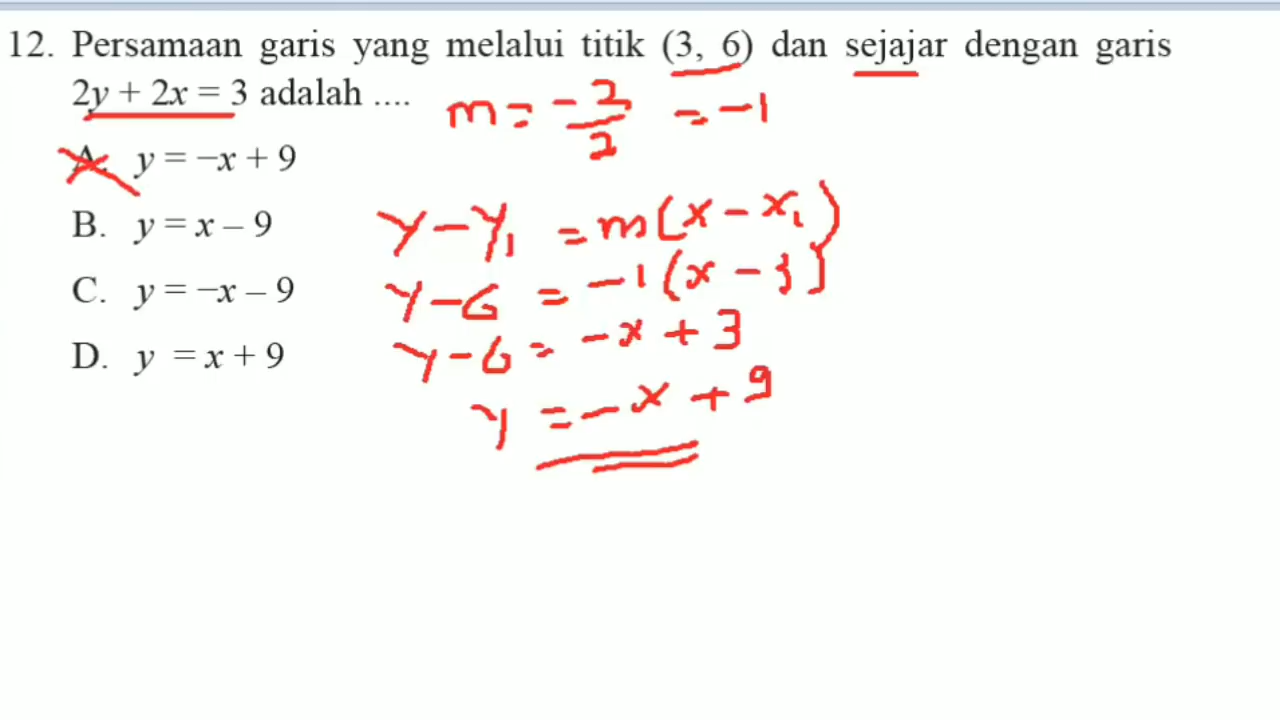 12. Persamaan garis yang melalui titik (3, 6) dan sejajar dengan garis
2y + 2x = 3 adalah ....
m = -2/2 = -1
A. y = –x + 9
B. y = x – 9
C. y = –x – 9
D. y = x + 9
y - y₁ = m(x - x₁)
y - 6 = -1(x - 3)
y - 6 = -x + 3
y = -x + 9